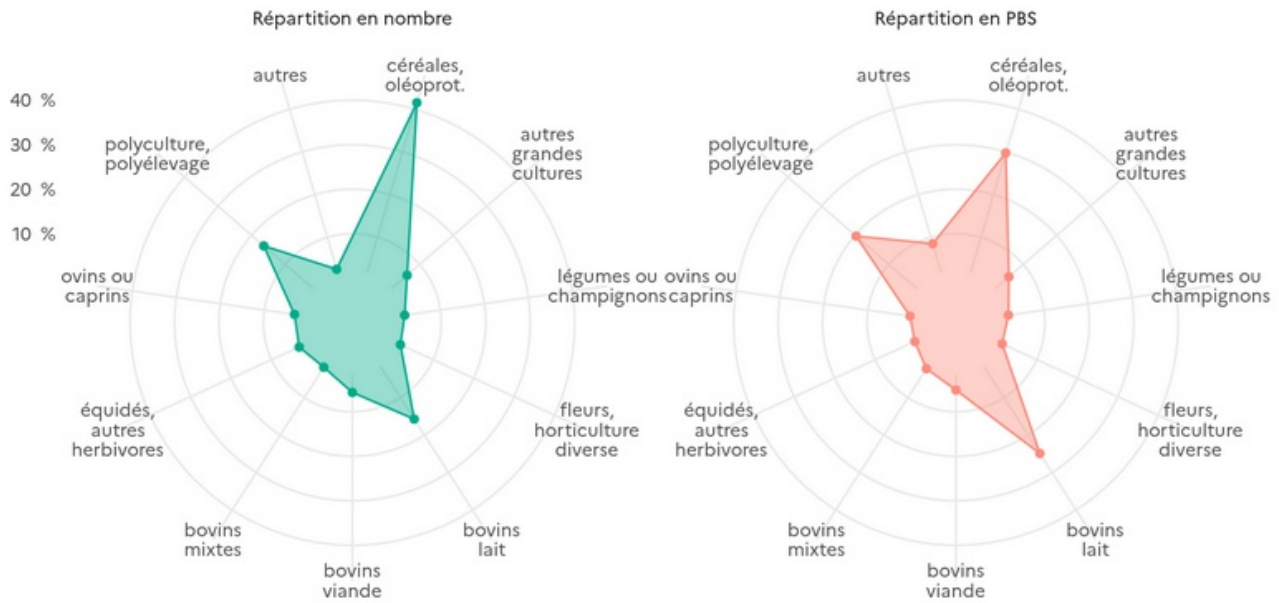 Répartition en nombre
autres
céréales,
oléoprot.
40 %
30 %
20 %
10 %
polyculture,
polyélevage
autres
grandes
cultures
ovins ou
caprins
légumes ou
champignons
équidés,
autres
herbivores
fleurs,
horticulture
diverse
bovins
mixtes
bovins
lait
bovins
viande
Répartition en PBS
autres
céréales,
oléoprot.
polyculture,
polyélevage
autres
grandes
cultures
ovins ou
caprins
légumes ou
champignons
équidés,
autres
herbivores
fleurs,
horticulture
diverse
bovins
mixtes
bovins
lait
bovins
viande